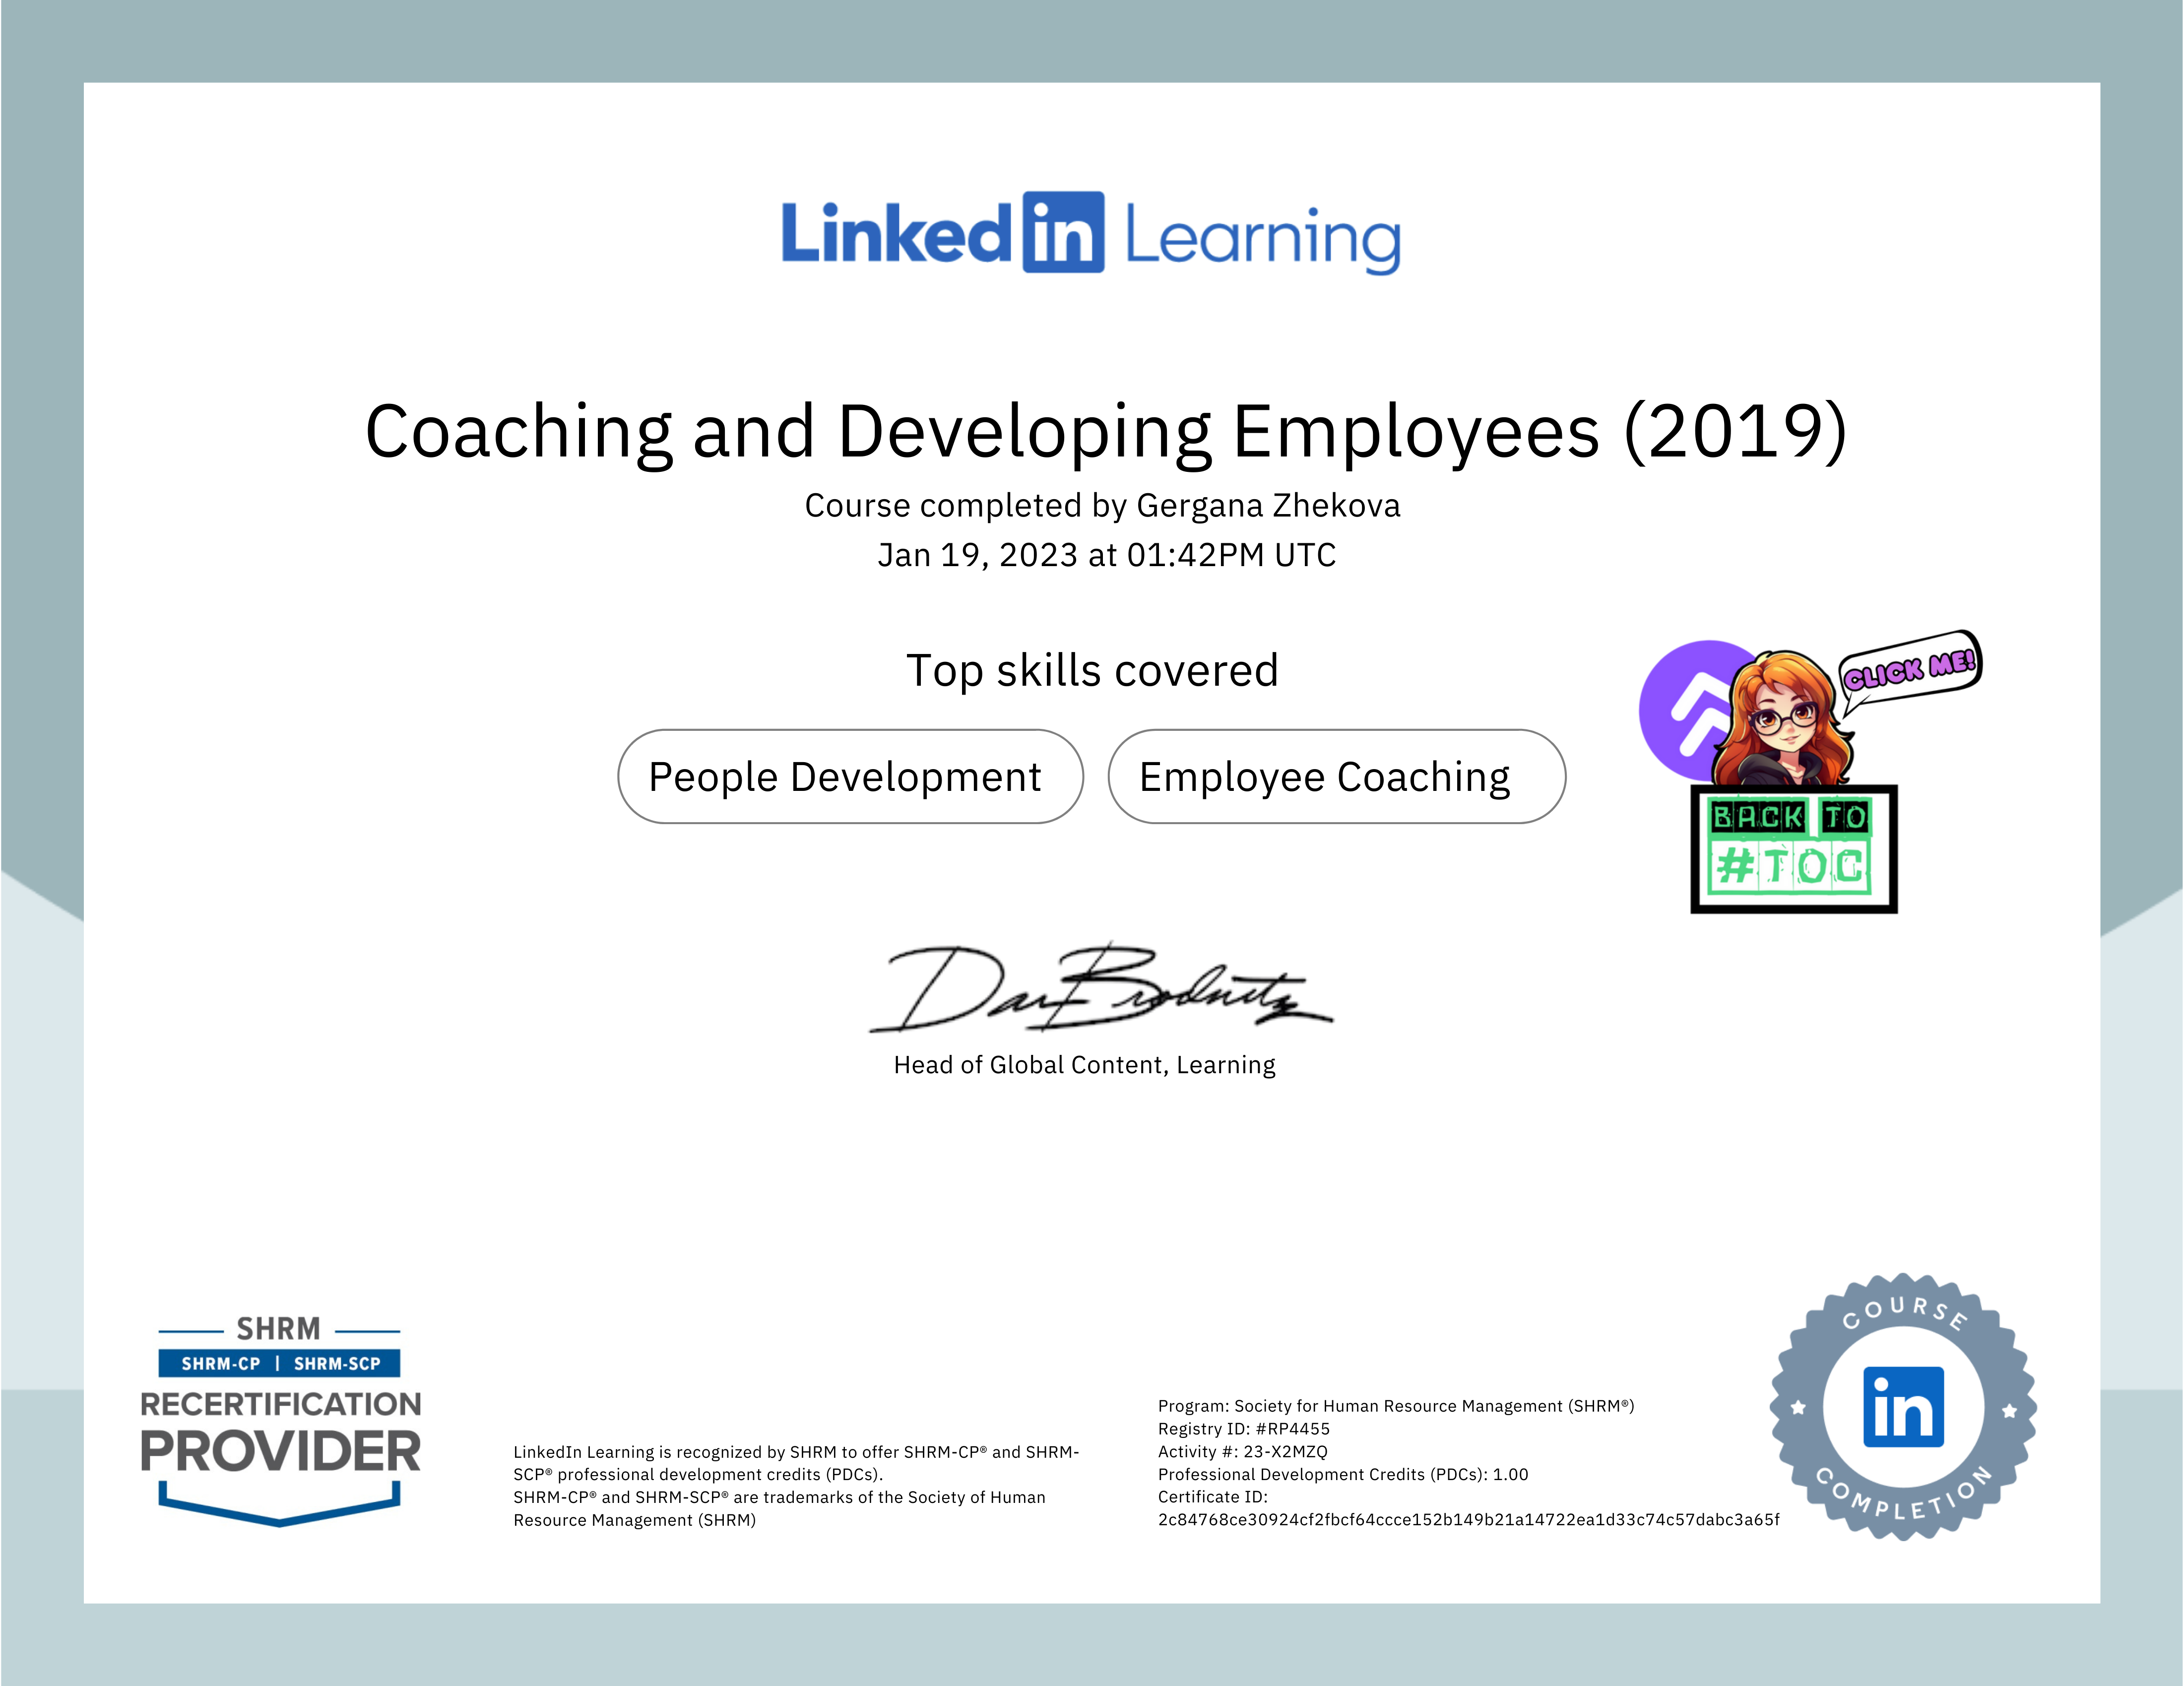 Linked in Learning
Coaching and Developing Employees (2019)
Course completed by Gergana Zhekova
Jan 19, 2023 at 01:42PM UTC
Top skills covered
People Development
Employee Coaching
CLICK ME!
BACK TO
#TOC
Dan Brodnitz
Head of Global Content, Learning
SHRM
SHRM-CP | SHRM-SCP
RECERTIFICATION
PROVIDER
LinkedIn Learning is recognized by SHRM to offer SHRM-CP® and SHRM-
SCP® professional development credits (PDCs).
SHRM-CP® and SHRM-SCP® are trademarks of the Society of Human
Resource Management (SHRM)
Program: Society for Human Resource Management (SHRM®)
Registry ID: #RP4455
Activity #: 23-X2MZQ
Professional Development Credits (PDCs): 1.00
Certificate ID:
2c84768ce30924cf2fbcf64ccce152b149b21a14722ea1d33c74c57dabc3a65f
COURSE
in
COMPLETION